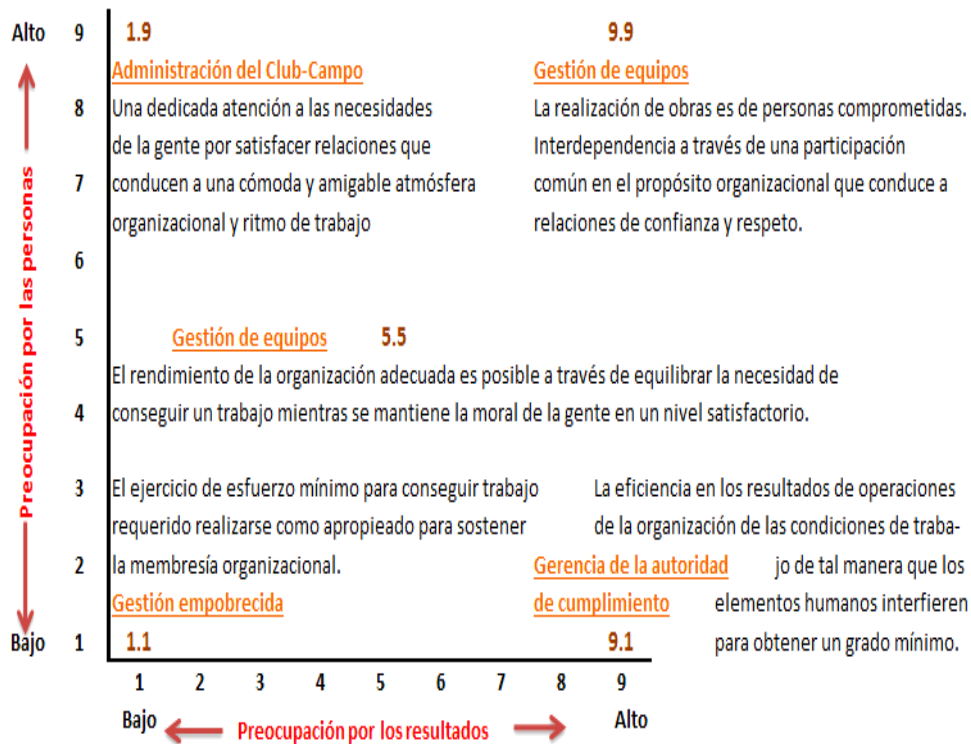 Alto
9
8
7
6
5
4
3
2
1
Bajo
Preocupación por las personas
1.9
Administración del Club-Campo
Una dedicada atención a las necesidades
de la gente por satisfacer relaciones que
conducen a una cómoda y amigable atmósfera
organizacional y ritmo de trabajo
9.9
Gestión de equipos
La realización de obras es de personas comprometidas.
Interdependencia a través de una participación
común en el propósito organizacional que conduce a
relaciones de confianza y respeto.
Gestión de equipos 5.5
El rendimiento de la organización adecuada es posible a través de equilibrar la necesidad de
conseguir un trabajo mientras se mantiene la moral de la gente en un nivel satisfactorio.
El ejercicio de esfuerzo mínimo para conseguir trabajo
requerido realizarse como apropieado para sostener
la membresía organizacional.
Gestión empobrecida
1.1
La eficiencia en los resultados de operaciones
de la organización de las condiciones de traba-
jo de tal manera que los
elementos humanos interfieren
para obtener un grado mínimo.
Gerencia de la autoridad
de cumplimiento
9.1
1 2 3 4 5 6 7 8 9
Bajo
Preocupación por los resultados
Alto